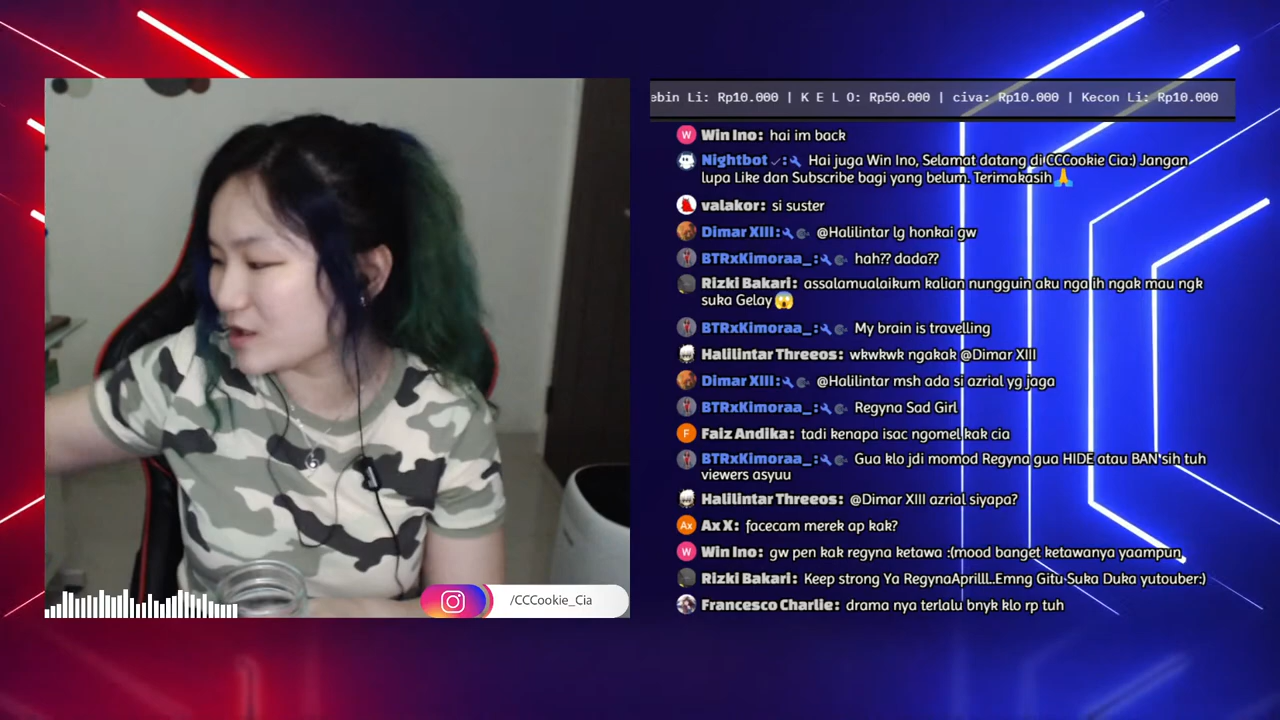 ebin Li: Rp10.000 | K E L O: Rp50.000 | civa: Rp10.000 | Kecon Li: Rp10.000
W Win Ino: hai im back
Nightbot: Hai juga Win Ino, Selamat datang di CCCookie Cia:) Jangan
lupa Like dan Subscribe bagi yang belum. Terimakasih🙏
valakor: si suster
Dimar XIII: @Halilintar lg honkai gw
BTRxKimoraa_: hah?? dada??
Rizki Bakari: assalamualaikum kalian nungguin aku nga ih ngak mau ngk
suka Gelay😱
BTRxKimoraa_: My brain is travelling
Halilintar Threeos: wkwkwk ngakak @Dimar XIII
Dimar XIII: @Halilintar msh ada si azrial yg jaga
BTRxKimoraa_: Regyna Sad Girl
F Faiz Andika: tadi kenapa isac ngomel kak cia
BTRxKimoraa_: Gua klo jdi momod Regyna gua HIDE atau BAN sih tuh
viewers asyuu
Halilintar Threeos: @Dimar XIII azrial siyapa?
Ax Ax X: facecam merek ap kak?
W Win Ino: gw pen kak regyna ketawa :(mood banget ketawanya yaampun
Rizki Bakari: Keep strong Ya RegynaAprilll..Emng Gitu Suka Duka yutouber:)
Francesco Charlie: drama nya terlalu bnyk klo rp tuh
/CCCookie_Cia